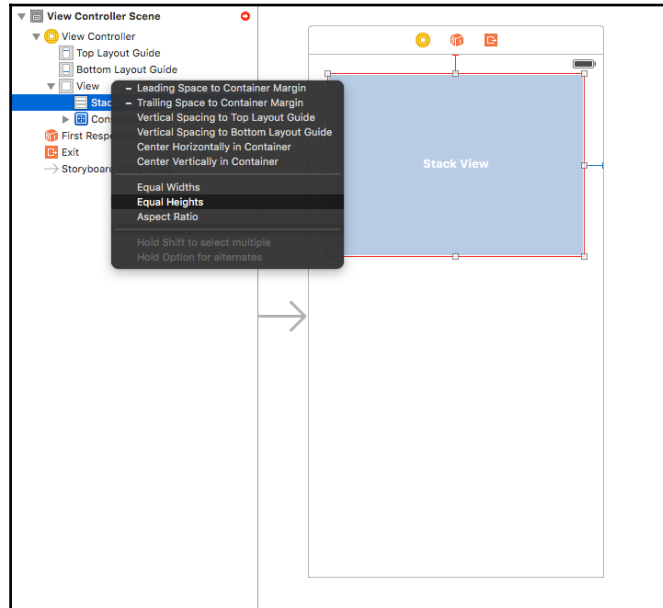 View Controller Scene
View Controller
Top Layout Guide
Bottom Layout Guide
View
Leading Space to Container Margin
Trailing Space to Container Margin
Vertical Spacing to Top Layout Guide
Vertical Spacing to Bottom Layout Guide
Center Horizontally in Container
Center Vertically in Container
Equal Widths
Equal Heights
Aspect Ratio
Hold Shift to select multiple
Hold Option for alternates
First
Exit
Storyboard
Stack View